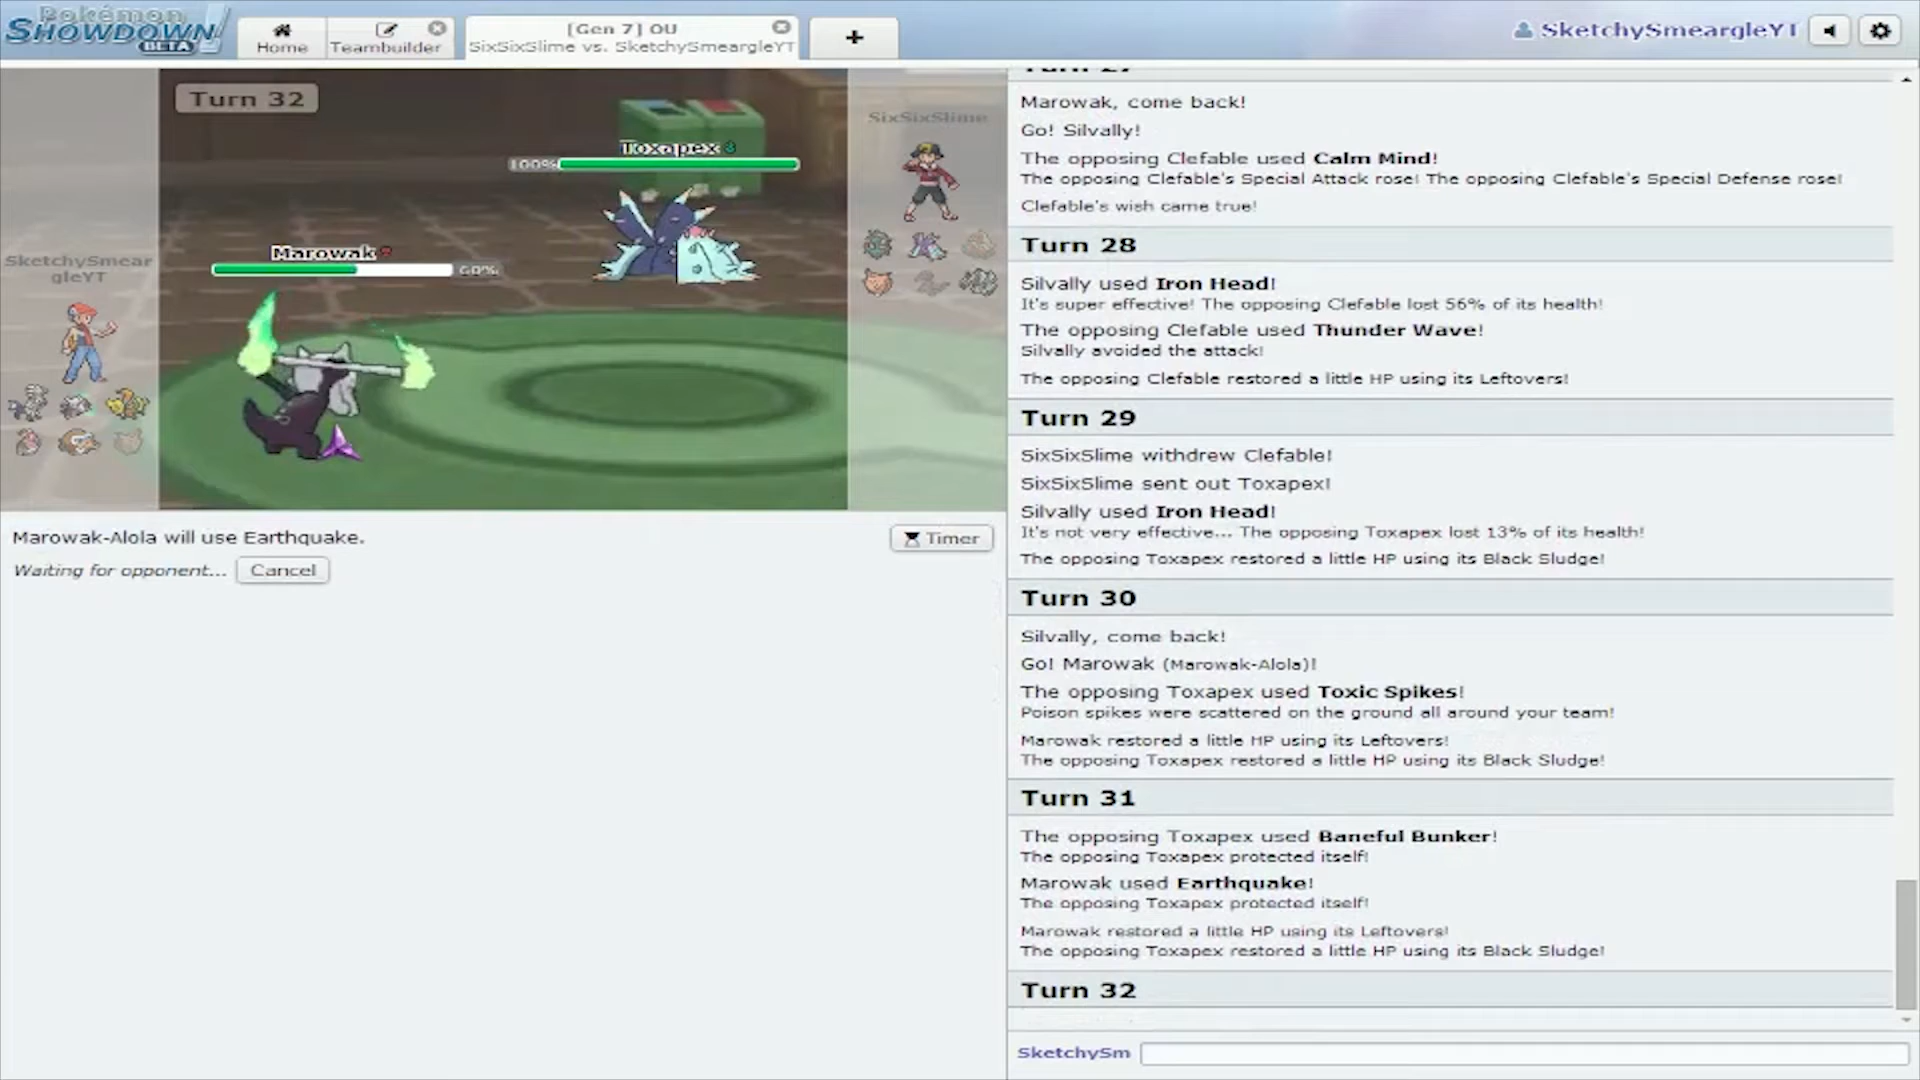 Pokémon
SHOWDOWN!
BETA
Home
Teambuilder
[Gen 7] OU
SixSixSlime vs. SketchySmeargleYT
+
SketchySmeargleYT
Turn 32
Toxapex
100%
Marowak
60%
SketchySmear
gleYT
SixSixSlime
Marowak-Alola will use Earthquake.
Timer
Waiting for opponent...
Cancel
Turn 27
Marowak, come back!
Go! Silvally!
The opposing Clefable used Calm Mind!
The opposing Clefable's Special Attack rose! The opposing Clefable's Special Defense rose!
Clefable's wish came true!
Turn 28
Silvally used Iron Head!
It's super effective! The opposing Clefable lost 56% of its health!
The opposing Clefable used Thunder Wave!
Silvally avoided the attack!
The opposing Clefable restored a little HP using its Leftovers!
Turn 29
SixSixSlime withdrew Clefable!
SixSixSlime sent out Toxapex!
Silvally used Iron Head!
It's not very effective... The opposing Toxapex lost 13% of its health!
The opposing Toxapex restored a little HP using its Black Sludge!
Turn 30
Silvally, come back!
Go! Marowak (Marowak-Alola)!
The opposing Toxapex used Toxic Spikes!
Poison spikes were scattered on the ground all around your team!
Marowak restored a little HP using its Leftovers!
The opposing Toxapex restored a little HP using its Black Sludge!
Turn 31
The opposing Toxapex used Baneful Bunker!
The opposing Toxapex protected itself!
Marowak used Earthquake!
The opposing Toxapex protected itself!
Marowak restored a little HP using its Leftovers!
The opposing Toxapex restored a little HP using its Black Sludge!
Turn 32
SketchySm